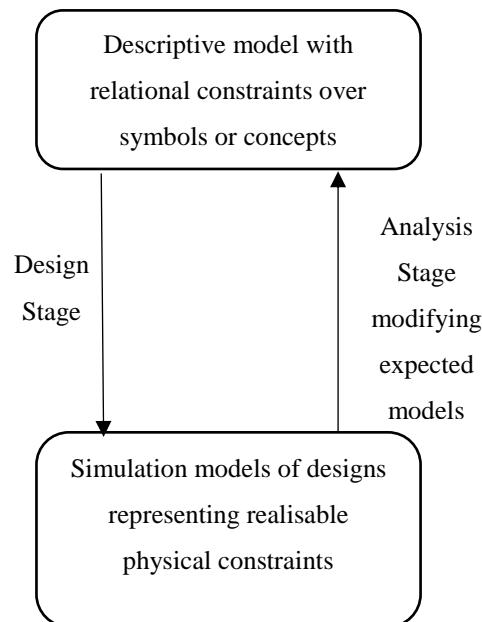 Descriptive model with
relational constraints over
symbols or concepts
Design
Stage
Analysis
Stage
modifying
expected
models
Simulation models of designs
representing realisable
physical constraints